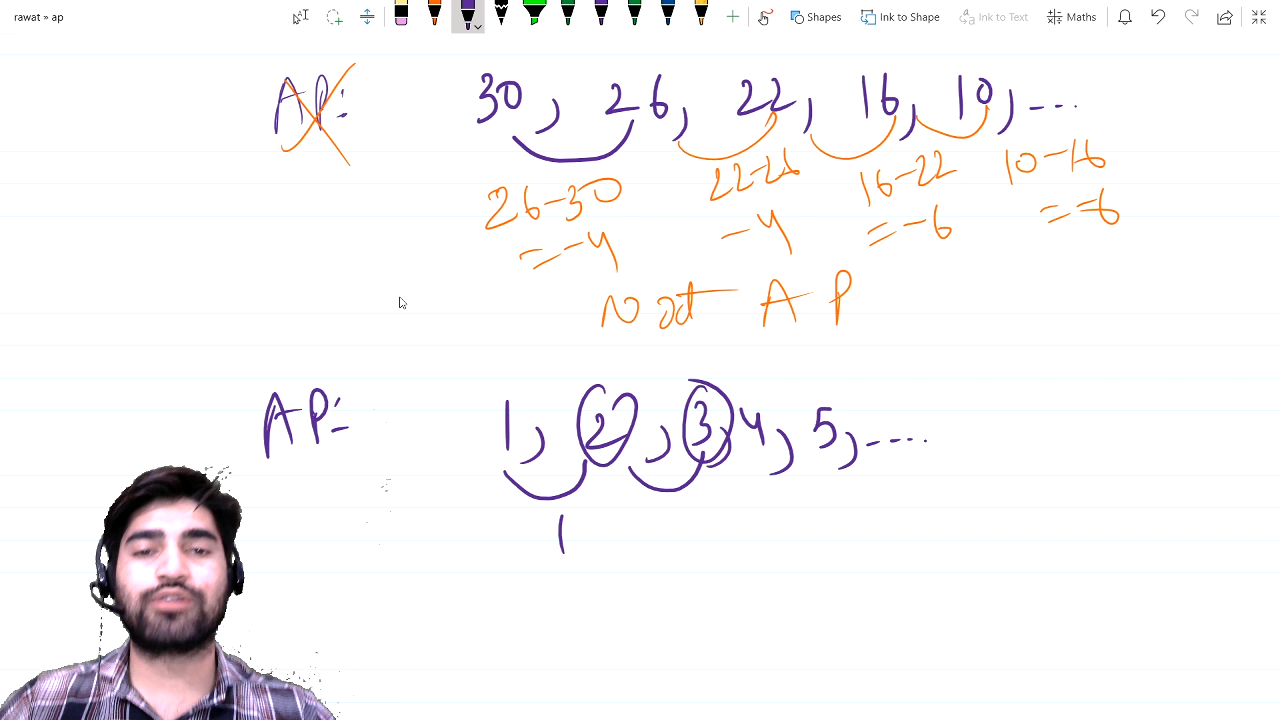 rawat » ap
Shapes Ink to Shape Ink to Text Maths
AP: 30, 26, 22, 16, 10, ....
26-30 22-26 16-22 10-16
=-4 -4 =-6 =-6
Not AP
AP: 1, 2, 3, 4, 5, ....
1